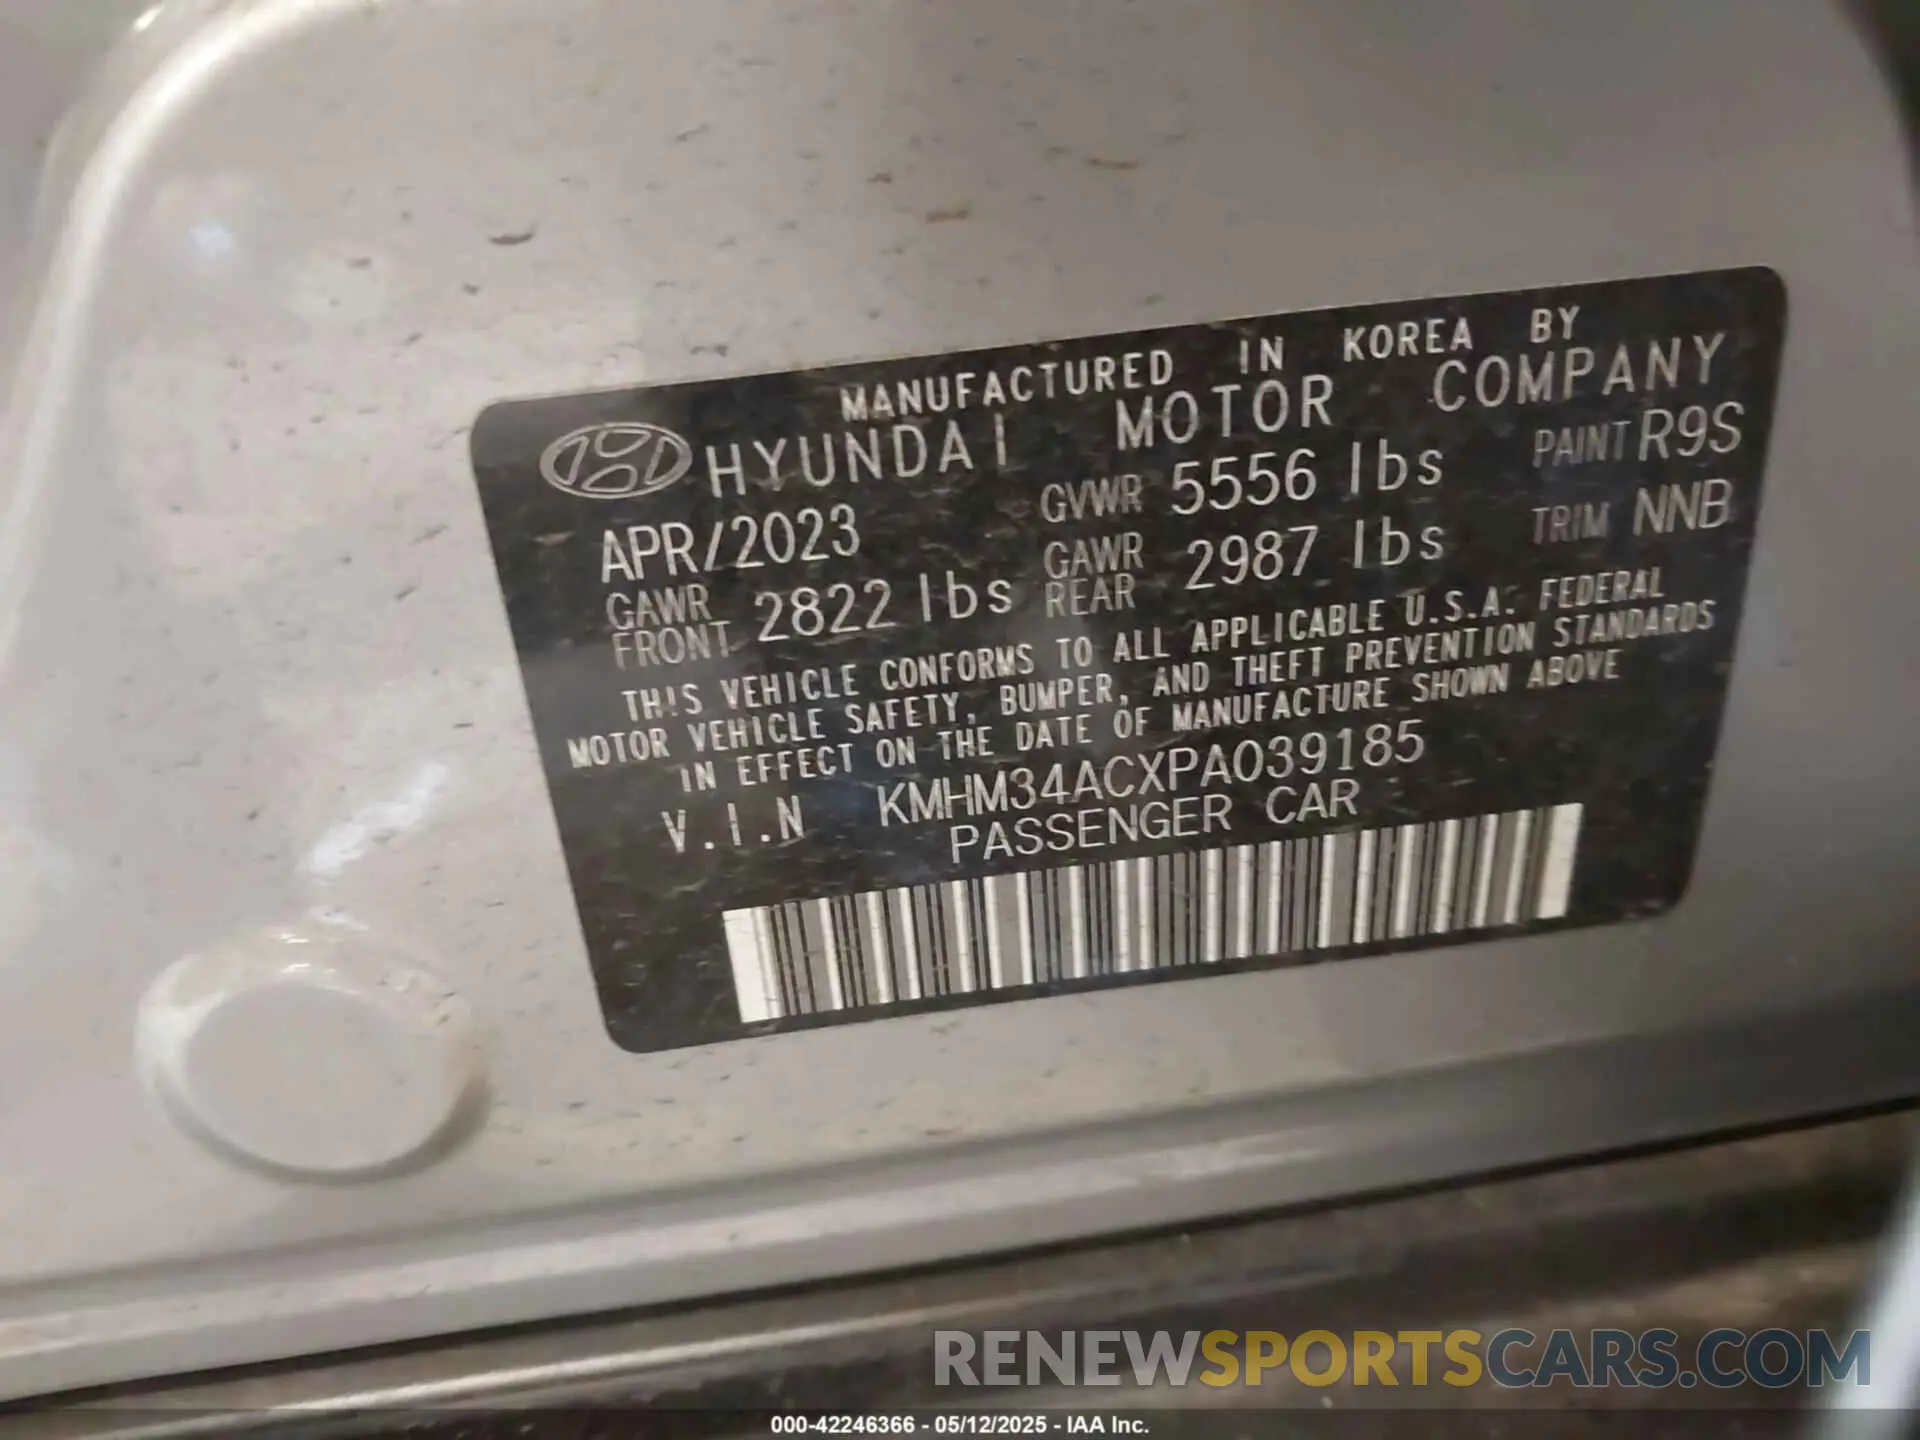 MANUFACTURED IN KOREA BY
HYUNDAI MOTOR COMPANY
APR/2023 GVWR 5556 lbs PAINT R9S
GAWR FRONT 2822 lbs GAWR REAR 2987 lbs TRIM NNB
THIS VEHICLE CONFORMS TO ALL APPLICABLE U.S.A. FEDERAL
MOTOR VEHICLE SAFETY, BUMPER, AND THEFT PREVENTION STANDARDS
IN EFFECT ON THE DATE OF MANUFACTURE SHOWN ABOVE
V.I.N KMHM34ACXPA039185
PASSENGER CAR
RENEWSPORTSCARS.COM
000-42246366 - 05/12/2025 - IAA Inc.